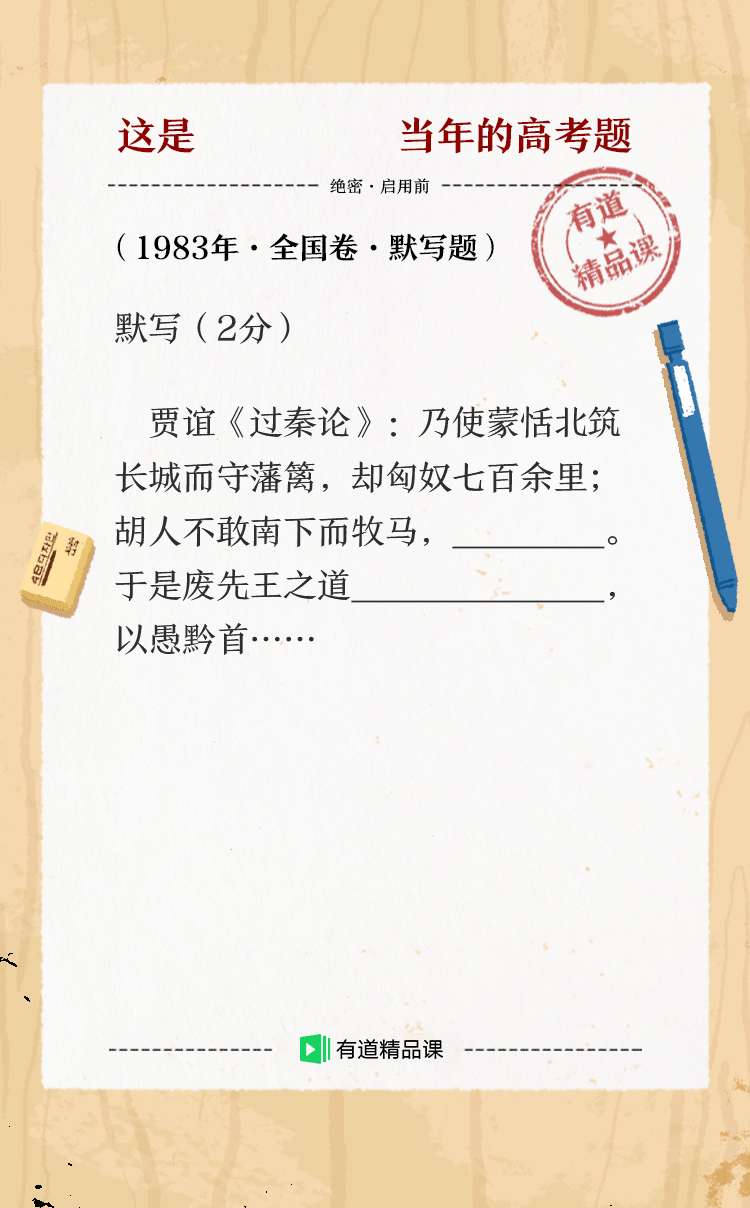 这是 当年的高考题
绝密·启用前
有道
精品课
（1983年·全国卷·默写题）
默写（2分）
贾谊《过秦论》：乃使蒙恬北筑
长城而守藩篱，却匈奴七百余里；
胡人不敢南下而牧马，________。
于是废先王之道______________，
以愚黔首……
有道精品课